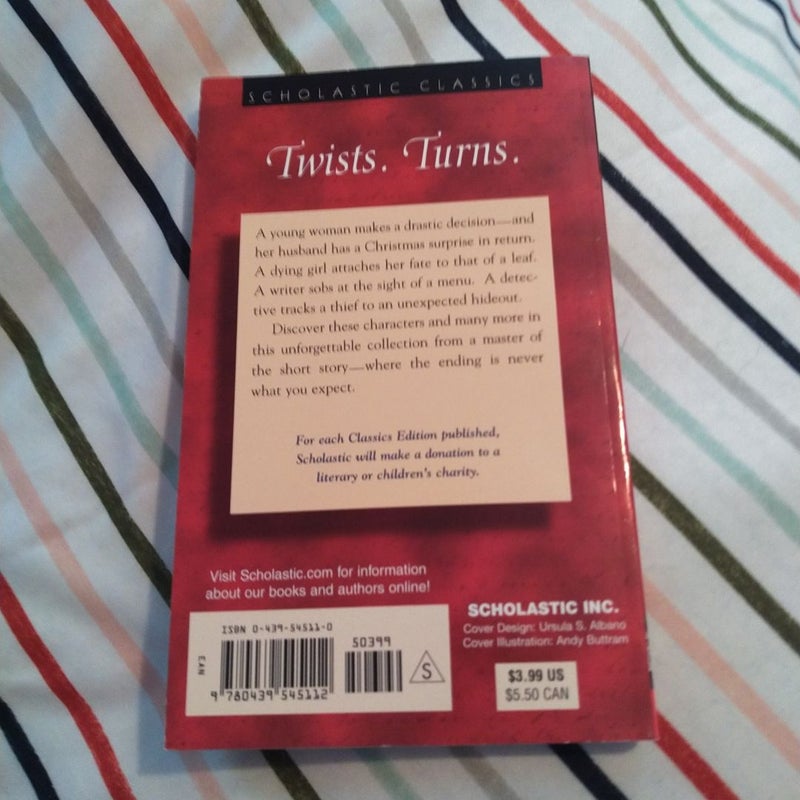 SCHOLASTIC CLASSICS
Twists. Turns.
A young woman makes a drastic decision—and
her husband has a Christmas surprise in return.
A dying girl attaches her fate to that of a leaf.
A writer sobs at the sight of a menu. A detec-
tive tracks a thief to an unexpected hideout.
Discover these characters and many more in
this unforgettable collection from a master of
the short story—where the ending is never
what you expect.
For each Classics Edition published,
Scholastic will make a donation to a
literary or children's charity.
Visit Scholastic.com for information
about our books and authors online!
ISBN 0-439-54511-0
50399
EAN
S
9 780439 545112
SCHOLASTIC INC.
Cover Design: Ursula S. Albano
Cover Illustration: Andy Buttram
$3.99 US
$5.50 CAN